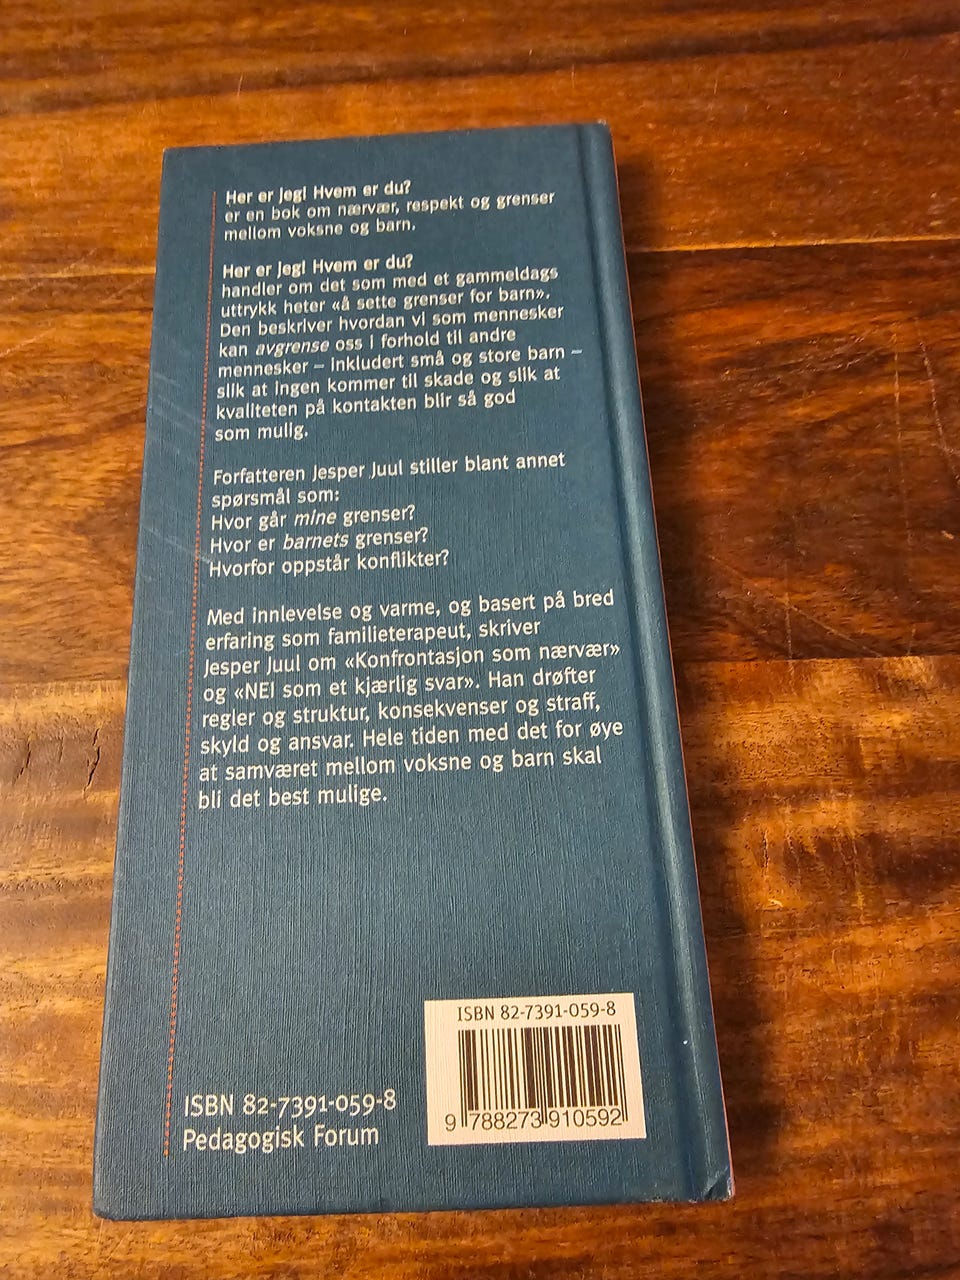 Her er Jeg! Hvem er du?
er en bok om nærvær, respekt og grenser
mellom voksne og barn.
Her er Jeg! Hvem er du?
handler om det som med et gammeldags
uttrykk heter «å sette grenser for barn».
Den beskriver hvordan vi som mennesker
kan avgrense oss i forhold til andre
mennesker – inkludert små og store barn –
slik at ingen kommer til skade og slik at
kvaliteten på kontakten blir så god
som mulig.
Forfatteren Jesper Juul stiller blant annet
spørsmål som:
Hvor går mine grenser?
Hvor er barnets grenser?
Hvorfor oppstår konflikter?
Med innlevelse og varme, og basert på bred
erfaring som familieterapeut, skriver
Jesper Juul om «Konfrontasjon som nærvær»
og «NEI som et kjærlig svar». Han drøfter
regler og struktur, konsekvenser og straff,
skyld og ansvar. Hele tiden med det for øye
at samværet mellom voksne og barn skal
bli det best mulige.
ISBN 82-7391-059-8
9 788273 910592
ISBN 82-7391-059-8
Pedagogisk Forum